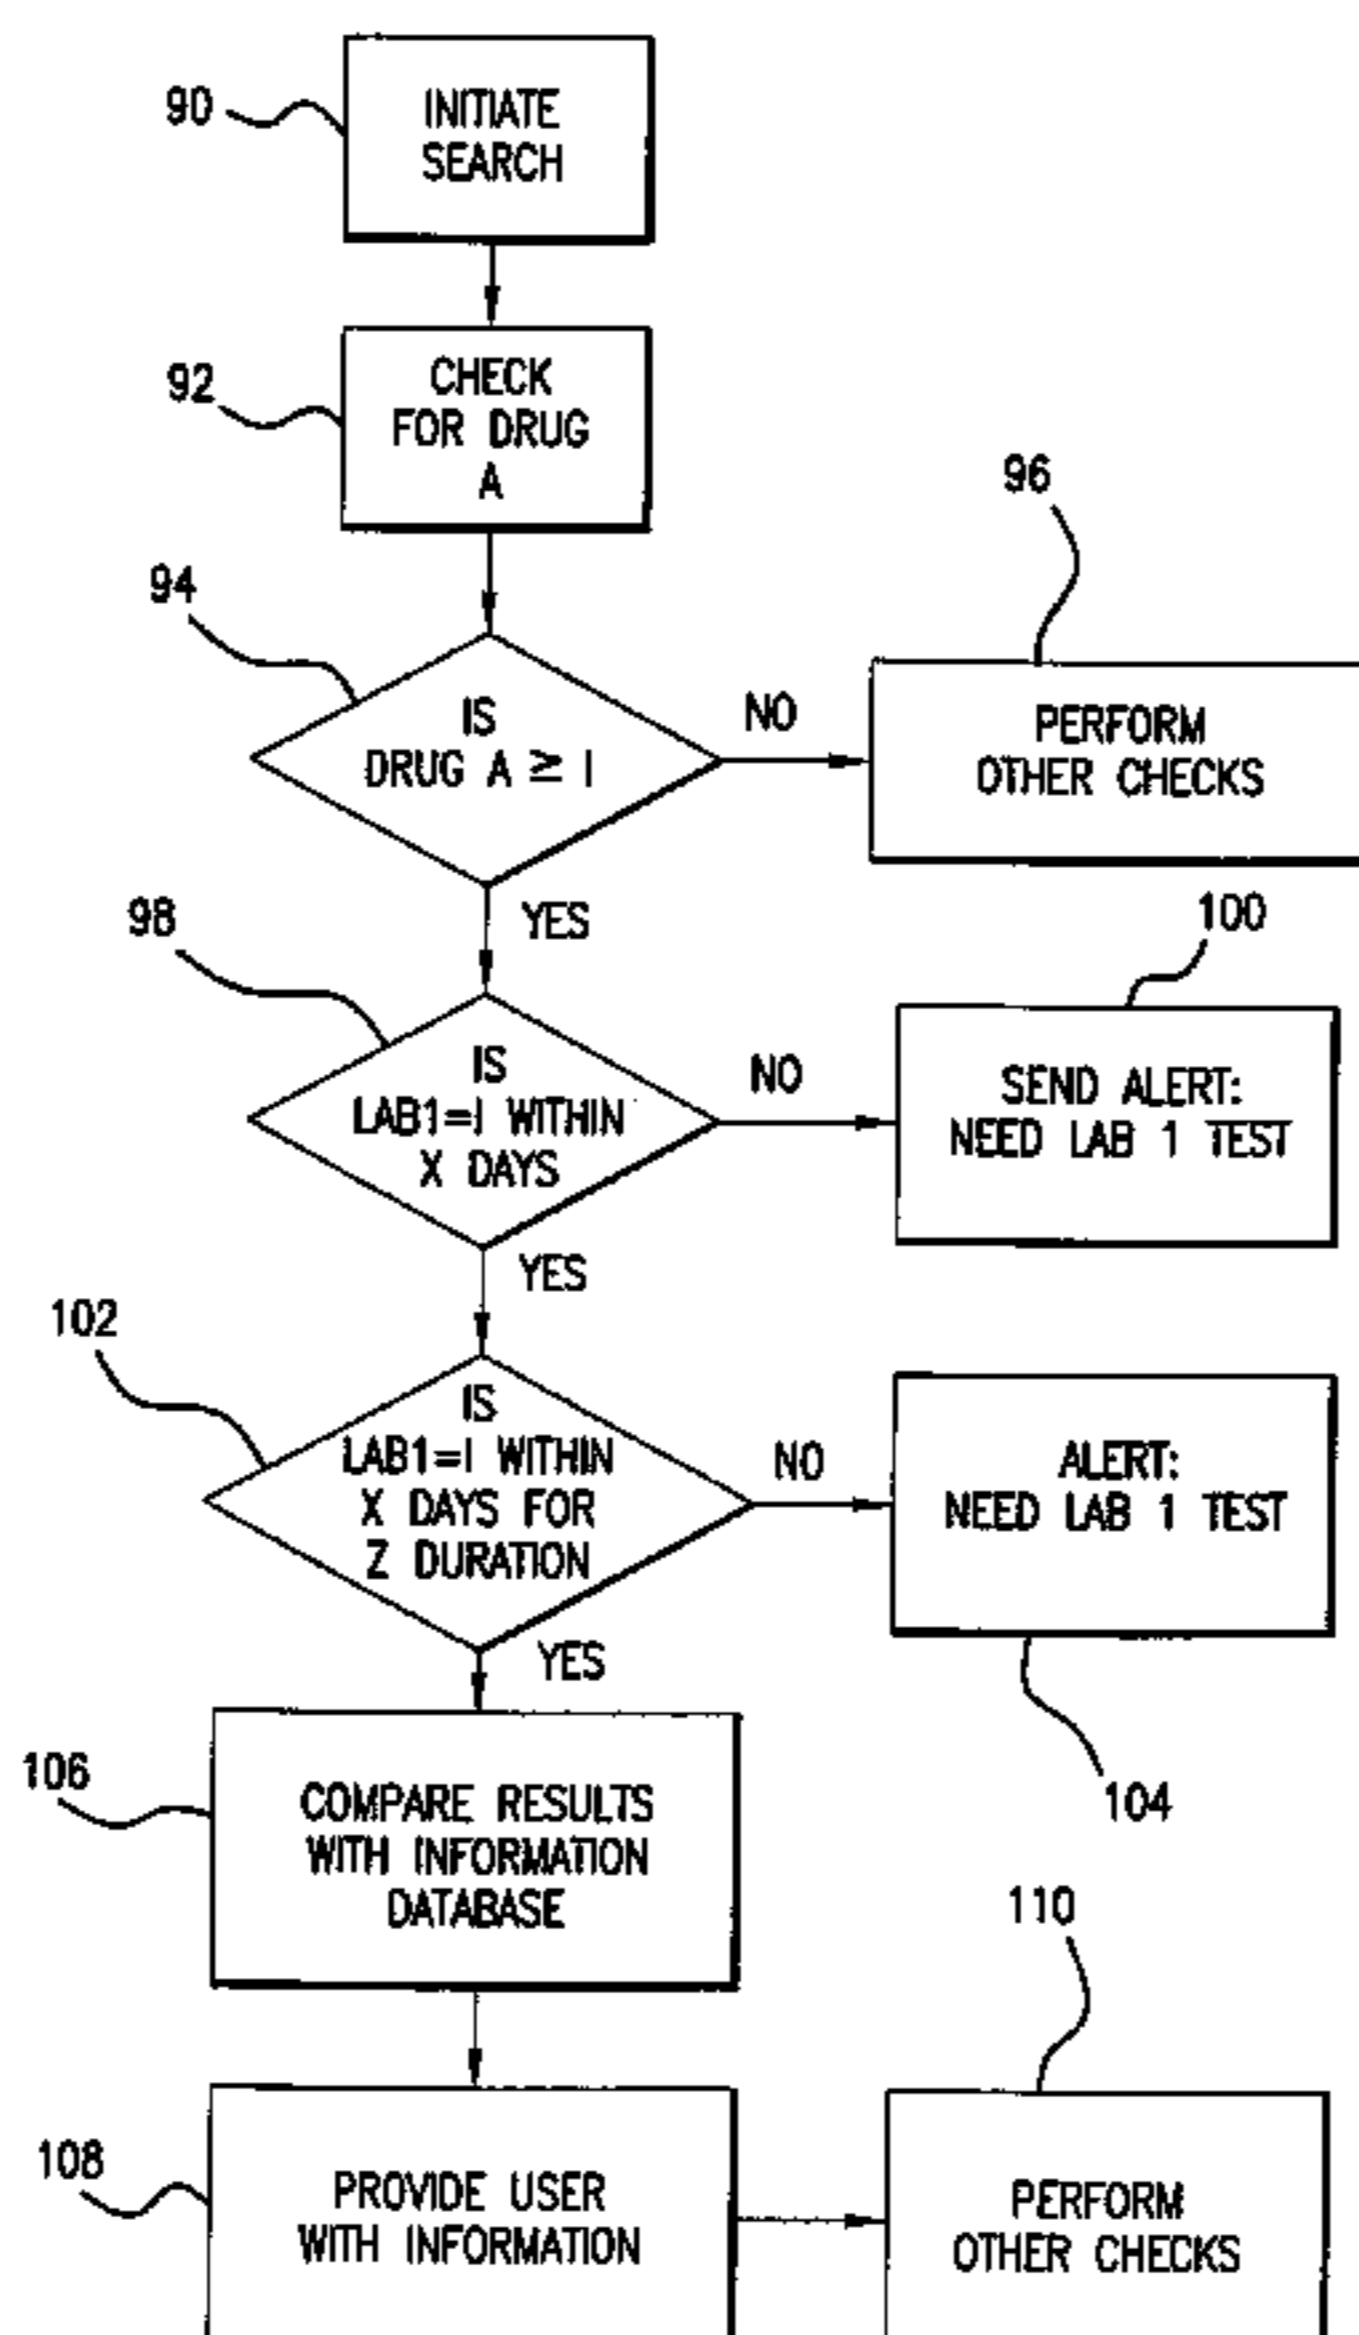 90
INITIATE
SEARCH
92
CHECK
FOR DRUG
A
94
IS
DRUG A ≥ 1
NO
96
PERFORM
OTHER CHECKS
YES
98
IS
LAB1=1 WITHIN
X DAYS
NO
100
SEND ALERT:
NEED LAB 1 TEST
YES
102
IS
LAB1=1 WITHIN
X DAYS FOR
Z DURATION
NO
ALERT:
NEED LAB 1 TEST
104
YES
106
COMPARE RESULTS
WITH INFORMATION
DATABASE
108
PROVIDE USER
WITH INFORMATION
110
PERFORM
OTHER CHECKS